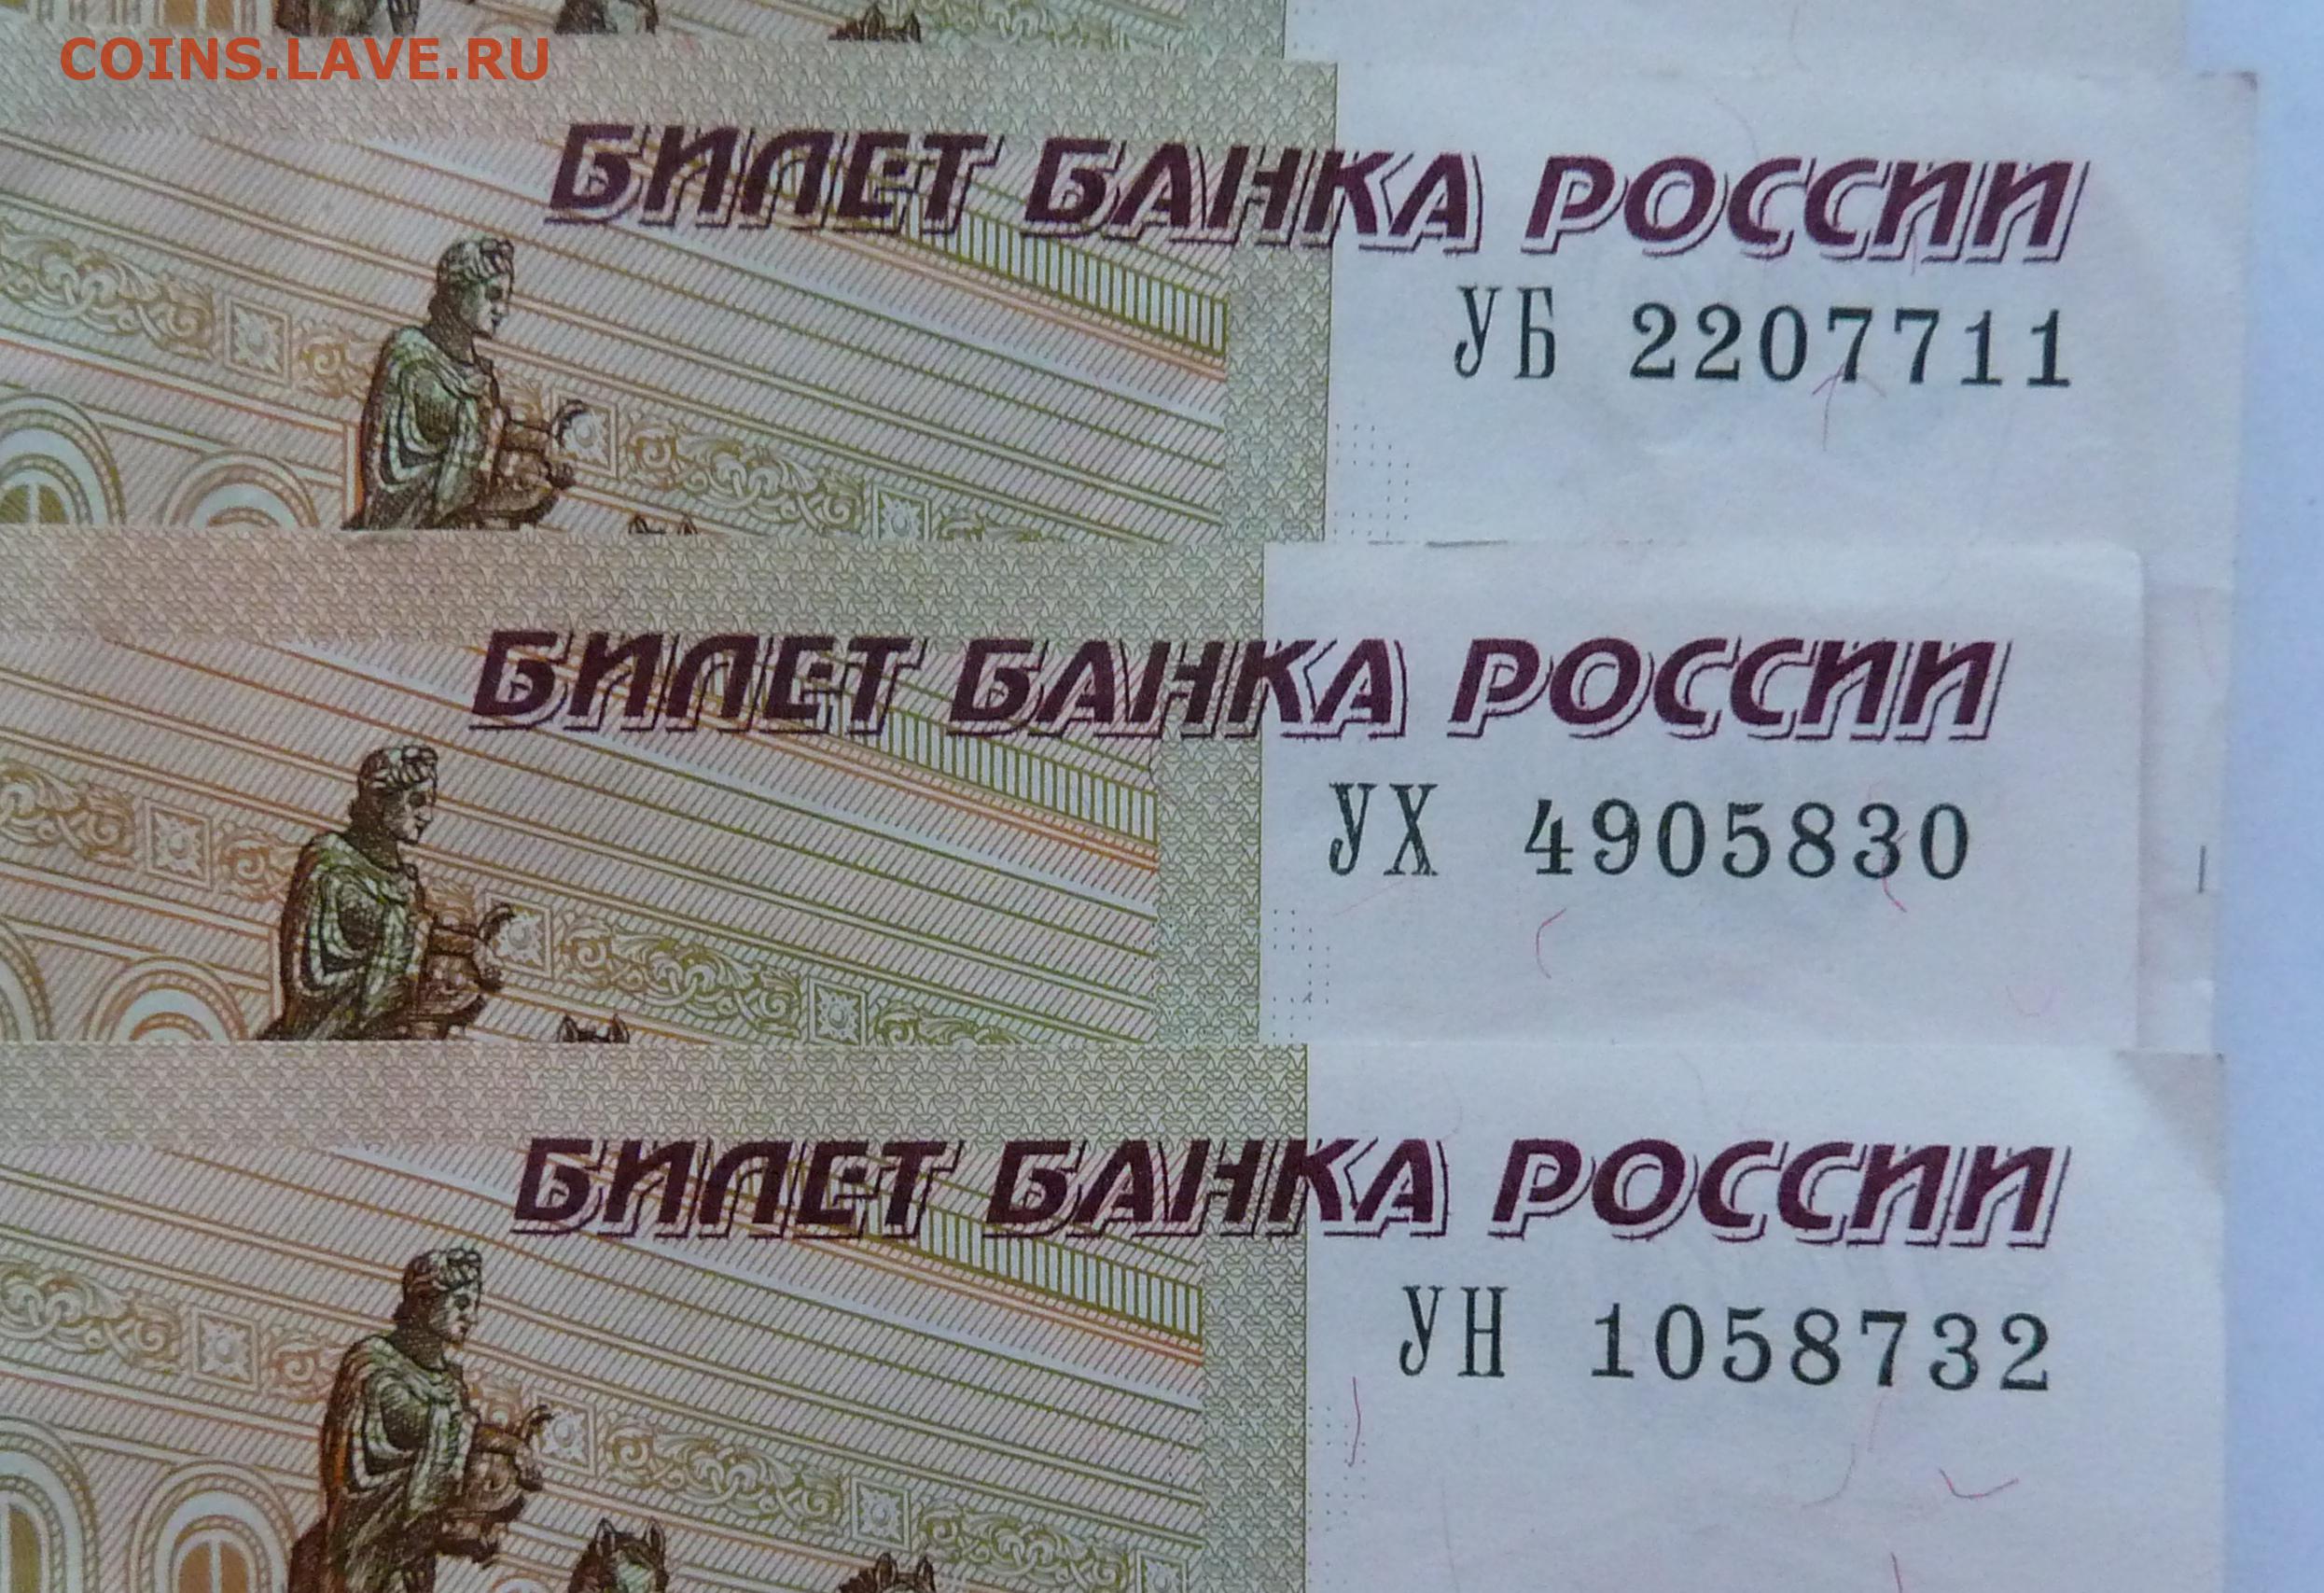 COINS.LAVE.RU
БИЛЕТ БАНКА РОССИИ
УБ 2207711
БИЛЕТ БАНКА РОССИИ
УХ 4905830
БИЛЕТ БАНКА РОССИИ
УН 1058732